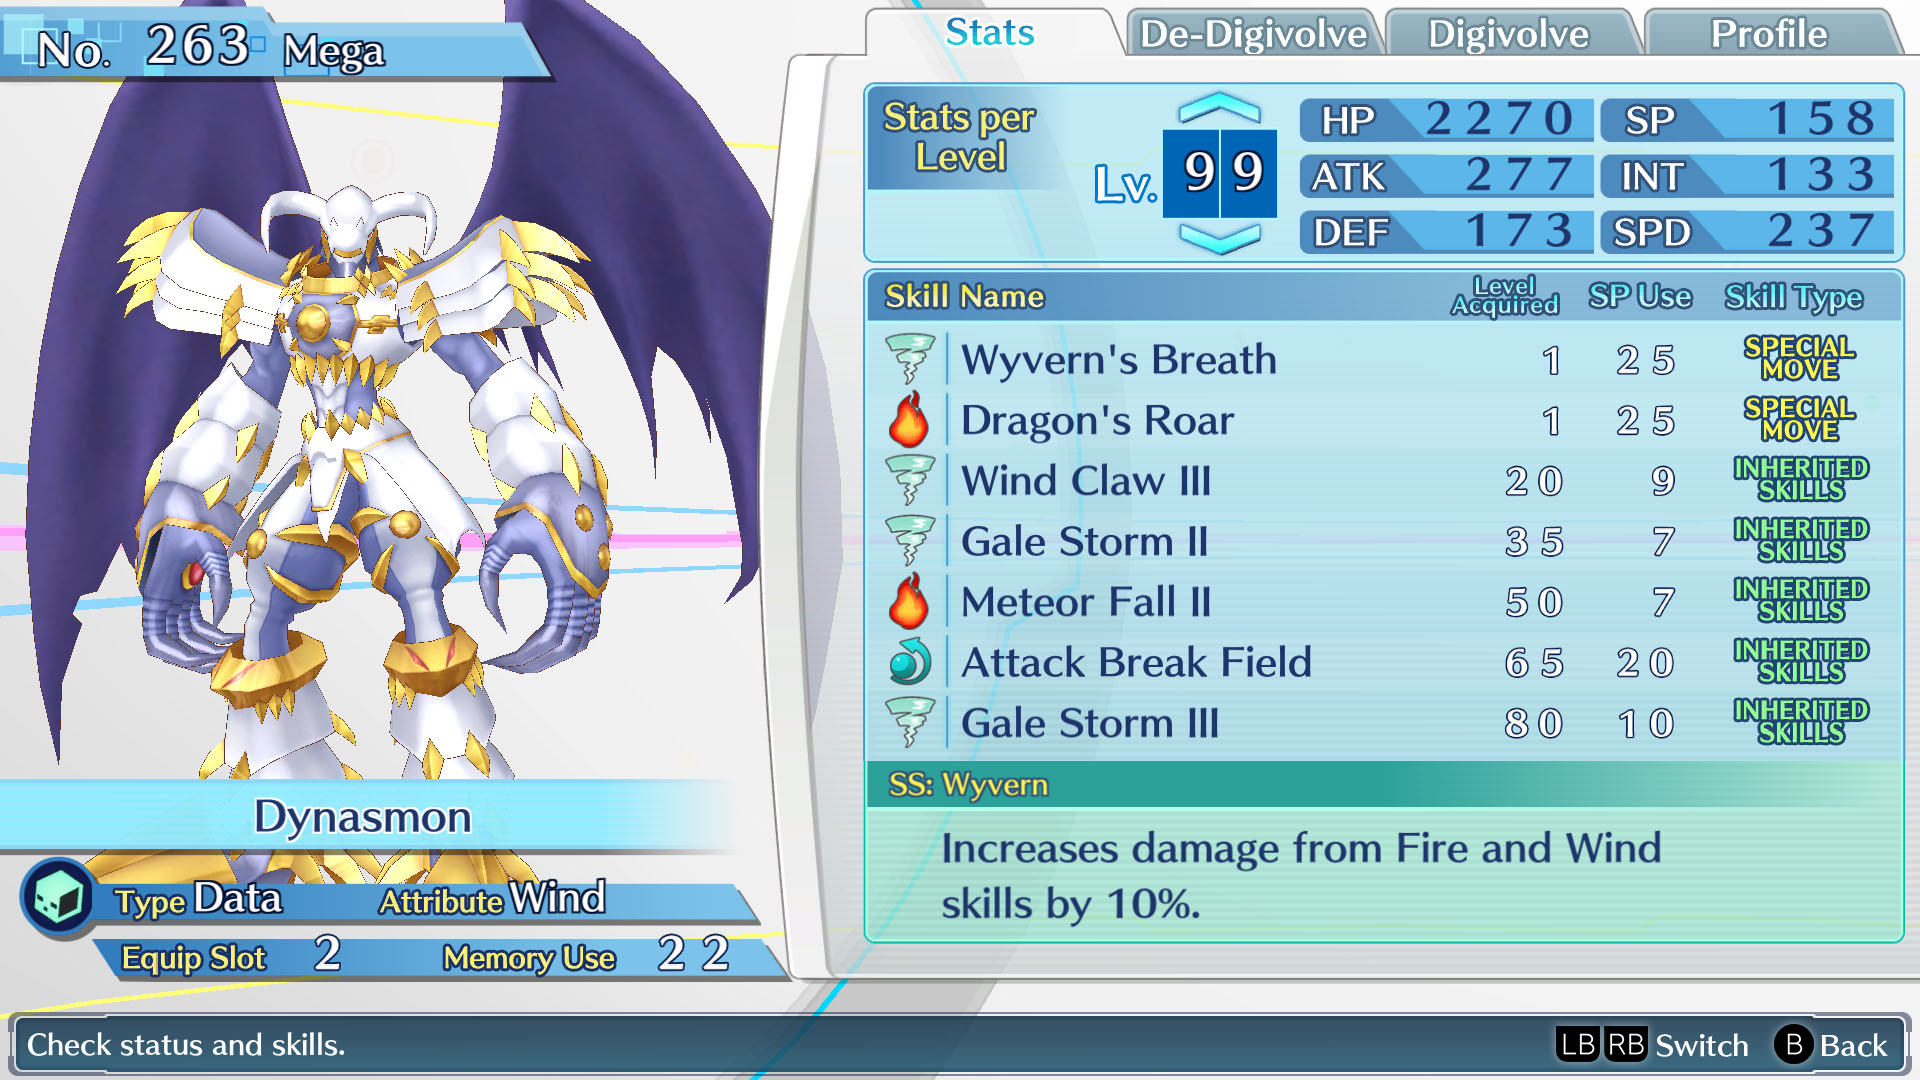 No. 263 Mega
Stats
De-Digivolve
Digivolve
Profile
Stats per
Level
Lv. 99
HP 2270
SP 158
ATK 277
INT 133
DEF 173
SPD 237
Skill Name
Level
Acquired
SP Use
Skill Type
Wyvern's Breath 1 25 SPECIAL
MOVE
Dragon's Roar 1 25 SPECIAL
MOVE
Wind Claw III 20 9 INHERITED
SKILLS
Gale Storm II 35 7 INHERITED
SKILLS
Meteor Fall II 50 7 INHERITED
SKILLS
Attack Break Field 65 20 INHERITED
SKILLS
Gale Storm III 80 10 INHERITED
SKILLS
SS: Wyvern
Increases damage from Fire and Wind
skills by 10%.
Dynasmon
Type Data Attribute Wind
Equip Slot 2 Memory Use 22
Check status and skills.
LB RB Switch B Back